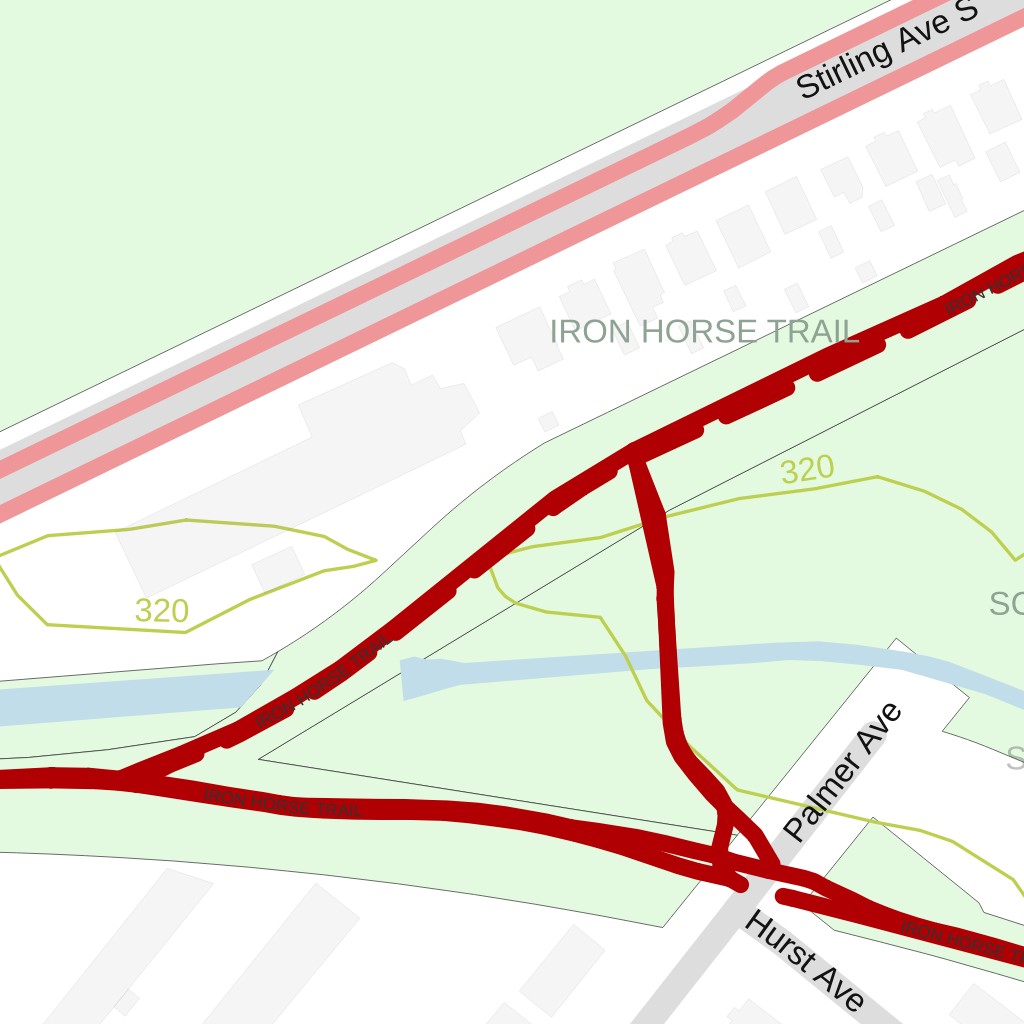 Stirling Ave S
IRON HORSE TRAIL
320
320
IRON HORSE TRAIL
Palmer Ave
IRON HORSE TRAIL
Hurst Ave